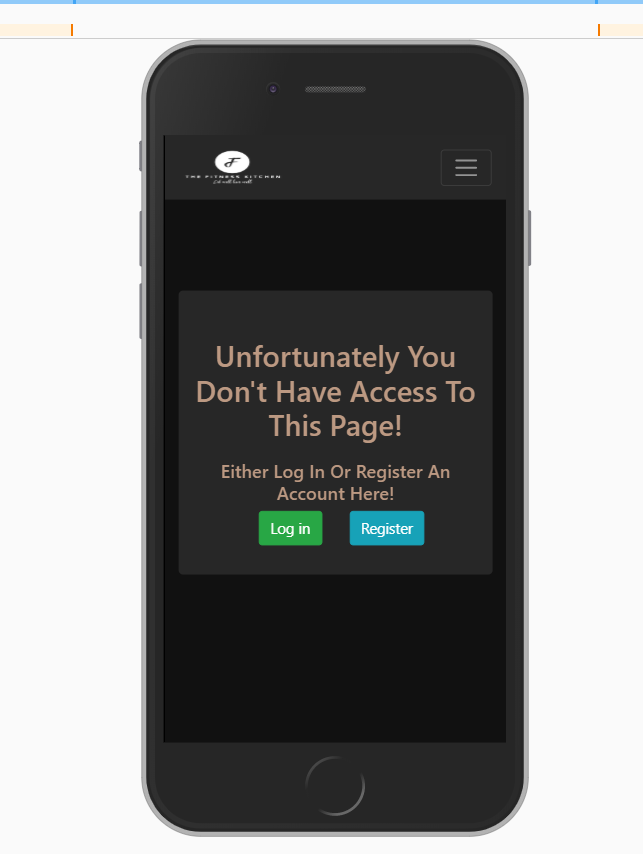 F
THE FITNESS KITCHEN
Eat well, live well
Unfortunately You
Don't Have Access To
This Page!
Either Log In Or Register An
Account Here!
Log in
Register